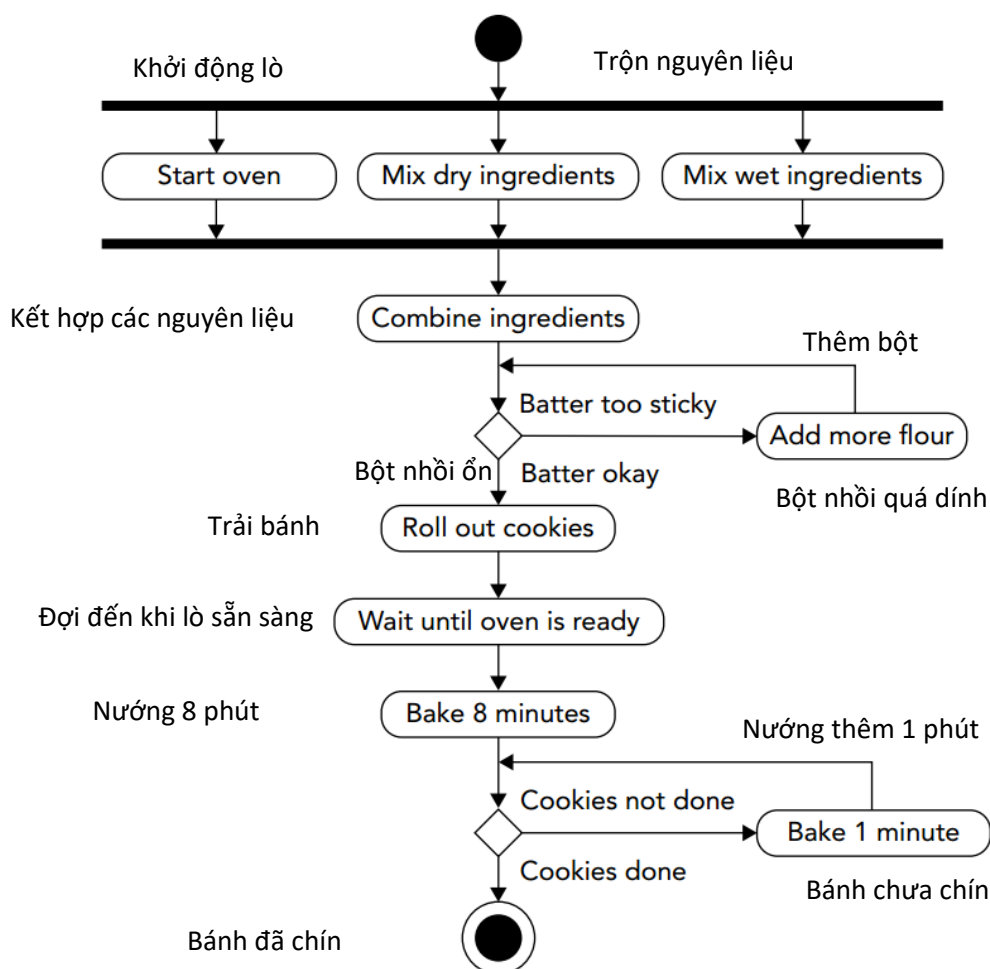 Khởi động lò
Trộn nguyên liệu
Start oven
Mix dry ingredients
Mix wet ingredients
Kết hợp các nguyên liệu
Combine ingredients
Thêm bột
Batter too sticky
Add more flour
Bột nhồi ổn
Batter okay
Bột nhồi quá dính
Trải bánh
Roll out cookies
Đợi đến khi lò sẵn sàng
Wait until oven is ready
Nướng 8 phút
Bake 8 minutes
Nướng thêm 1 phút
Cookies not done
Bake 1 minute
Cookies done
Bánh chưa chín
Bánh đã chín